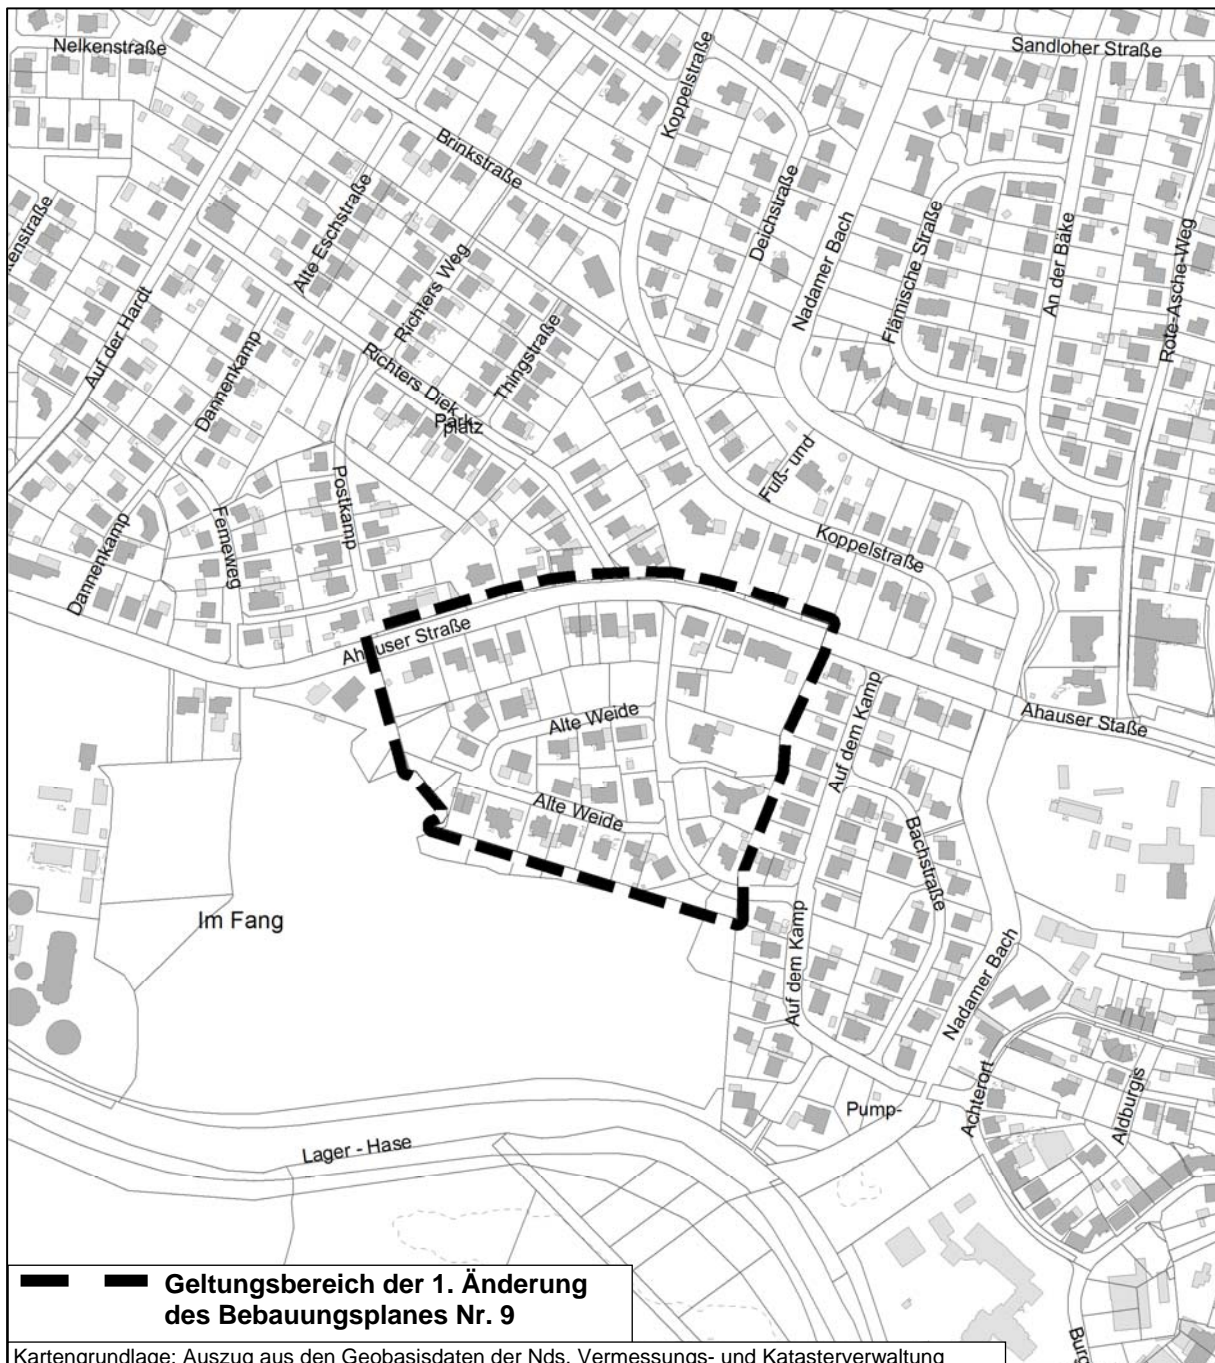 Nelkenstraße
Sandloher Straße
Koppelstraße
Brinkstraße
Deichstraße
Nadamer Bach
Flämische Straße
An der Bäke
Rote-Asche-Weg
kenstraße
Alte Eschstraße
Richters Weg
Auf der Hardt
Dannenkamp
Thingstraße
Richters Diek
Park-
platz
Fuß- und
Postkamp
Femeweg
Dannenkamp
Koppelstraße
Ahauser Straße
Auf dem Kamp
Ahauser Staße
Alte Weide
Alte Weide
Bachstraße
Im Fang
Auf dem Kamp
Nadamer Bach
Achterort
Aldburgis
Pump-
Lager - Hase
Burg
Geltungsbereich der 1. Änderung
des Bebauungsplanes Nr. 9
Kartengrundlage: Auszug aus den Geobasisdaten der Nds. Vermessungs- und Katasterverwaltung